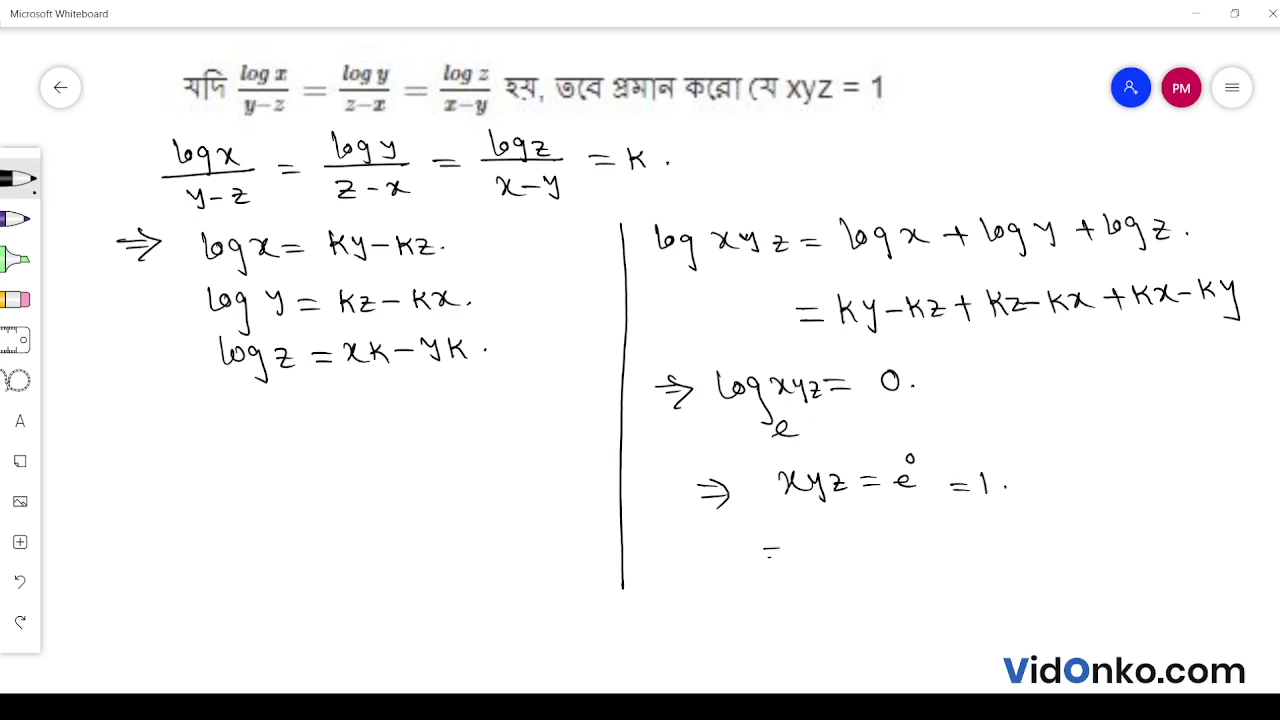 Microsoft Whiteboard
যদি log x/y−z = log y/z−x = log z/x−y হয়, তবে প্রমান করো যে xyz = 1
PM
log x/y−z = log y/z−x = log z/x−y = k .
⇒ log x = ky − kz.
log y = kz − kx.
log z = xk − yk .
log xyz = log x + log y + log z.
= ky − kz + kz − kx + kx − ky
⇒ log_e xyz = 0.
⇒ xyz = e⁰ = 1.
=
A
VidOnko.com